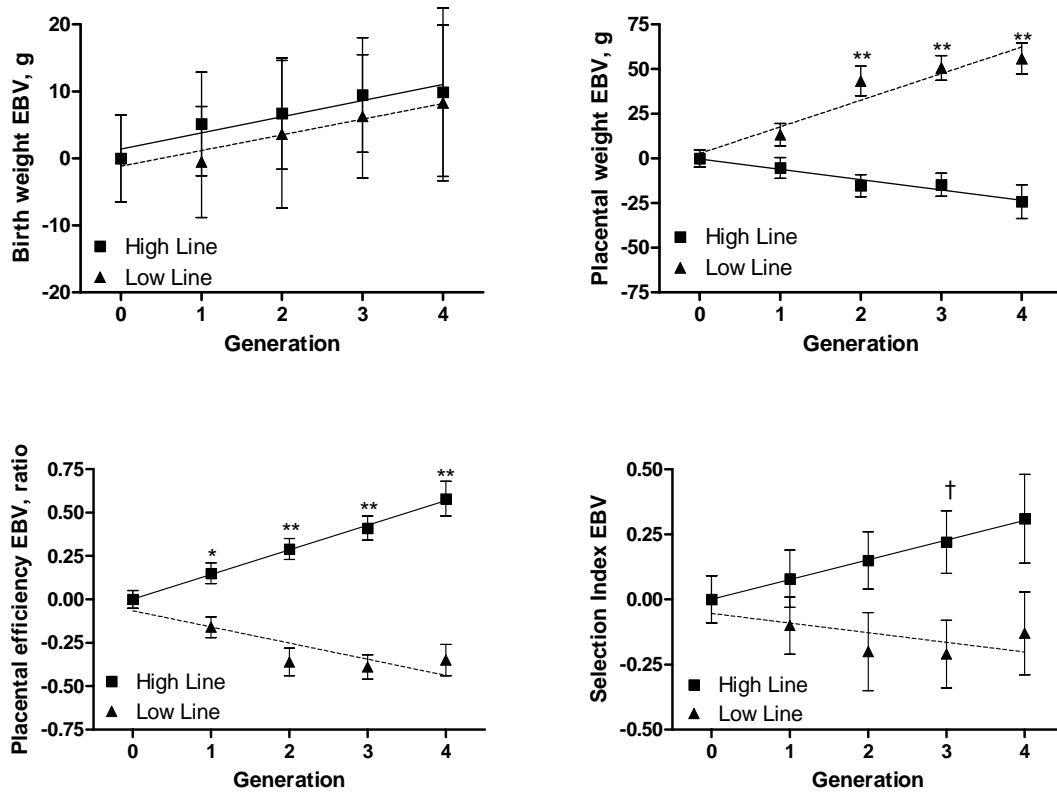 Birth weight EBV, g
20
10
0
-10
-20
High Line
Low Line
0 1 2 3 4
Generation
Placental weight EBV, g
75
50
25
0
-25
-50
-75
** ** **
High Line
Low Line
0 1 2 3 4
Generation
Placental efficiency EBV, ratio
0.75
0.50
0.25
0.00
-0.25
-0.50
-0.75
* ** ** **
High Line
Low Line
0 1 2 3 4
Generation
Selection Index EBV
0.50
0.25
0.00
-0.25
-0.50
†
High Line
Low Line
0 1 2 3 4
Generation